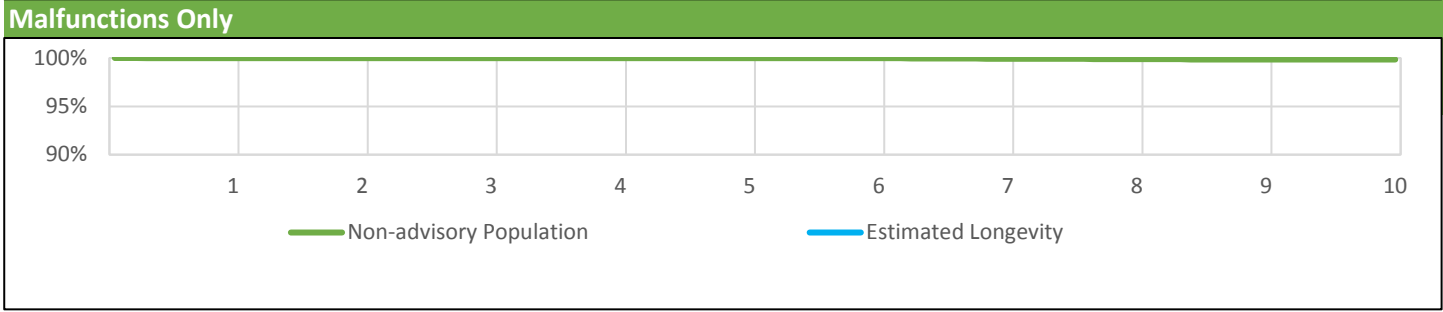 Malfunctions Only
100%
95%
90%
1 2 3 4 5 6 7 8 9 10
Non-advisory Population Estimated Longevity